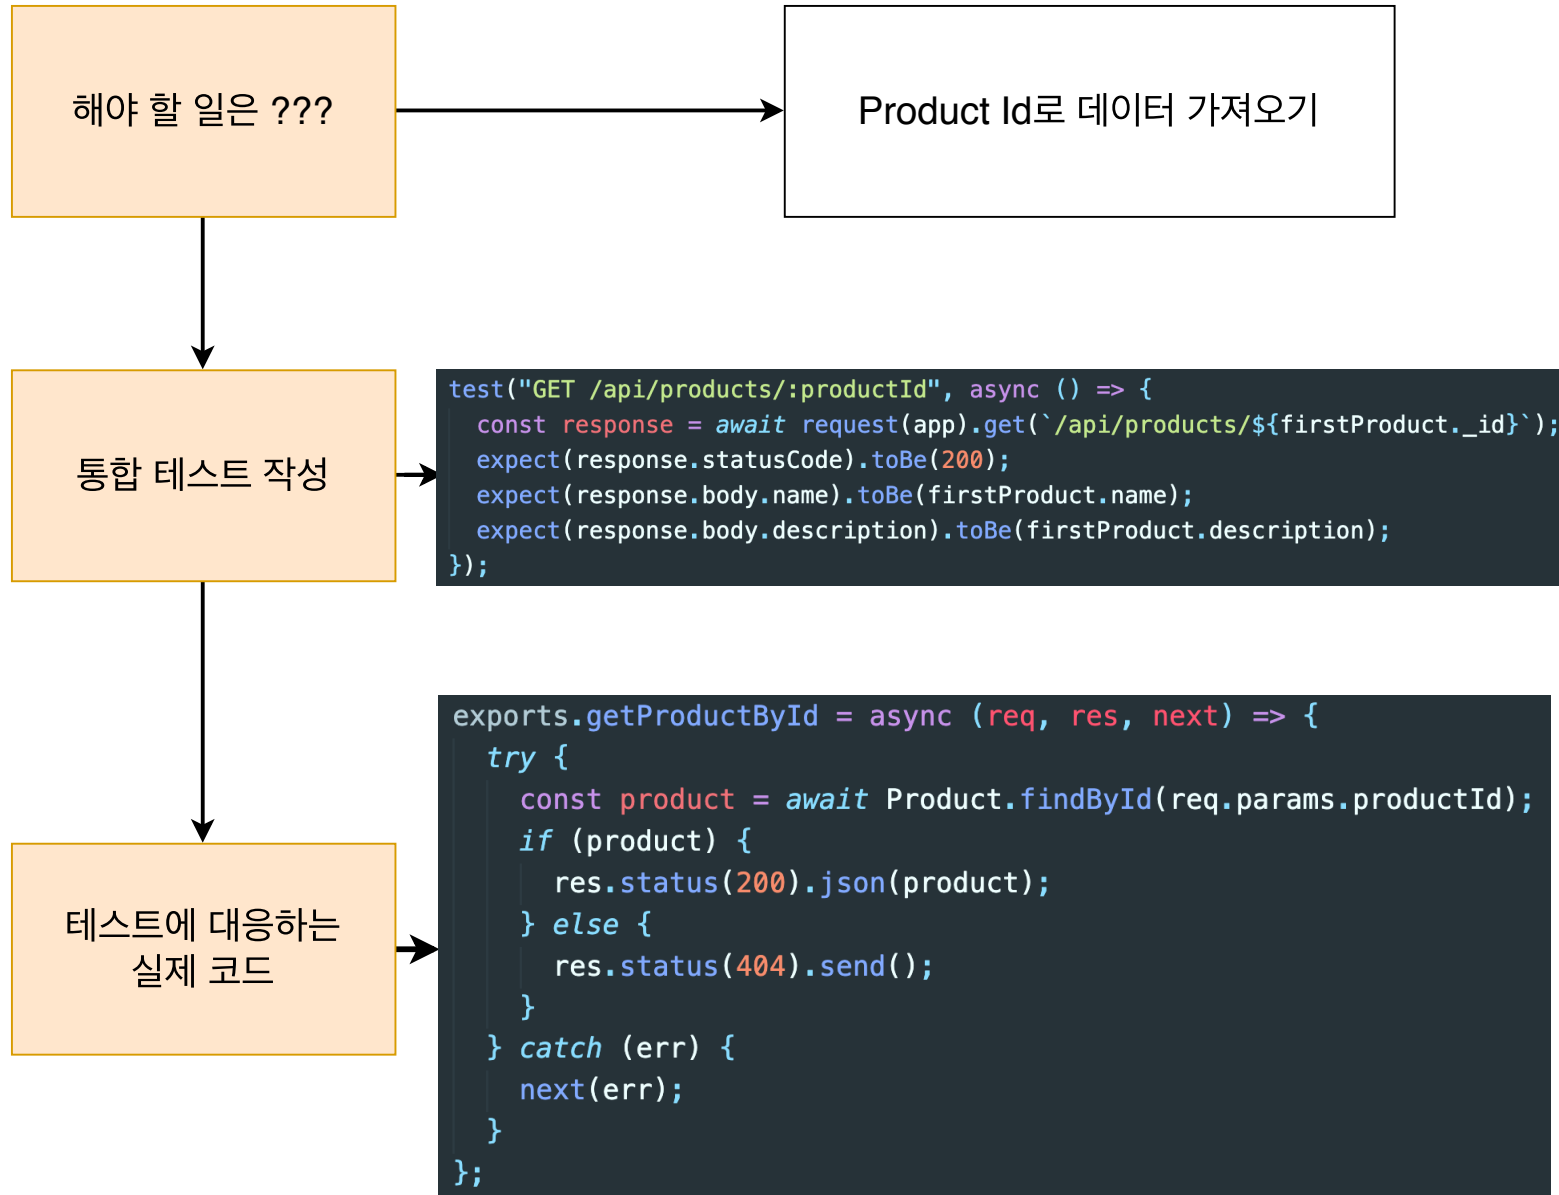 해야 할 일은 ???
Product Id로 데이터 가져오기
통합 테스트 작성
test("GET /api/products/:productId", async () => {
  const response = await request(app).get(`/api/products/${firstProduct._id}`);
  expect(response.statusCode).toBe(200);
  expect(response.body.name).toBe(firstProduct.name);
  expect(response.body.description).toBe(firstProduct.description);
});
테스트에 대응하는
실제 코드
exports.getProductById = async (req, res, next) => {
  try {
    const product = await Product.findById(req.params.productId);
    if (product) {
      res.status(200).json(product);
    } else {
      res.status(404).send();
    }
  } catch (err) {
    next(err);
  }
};